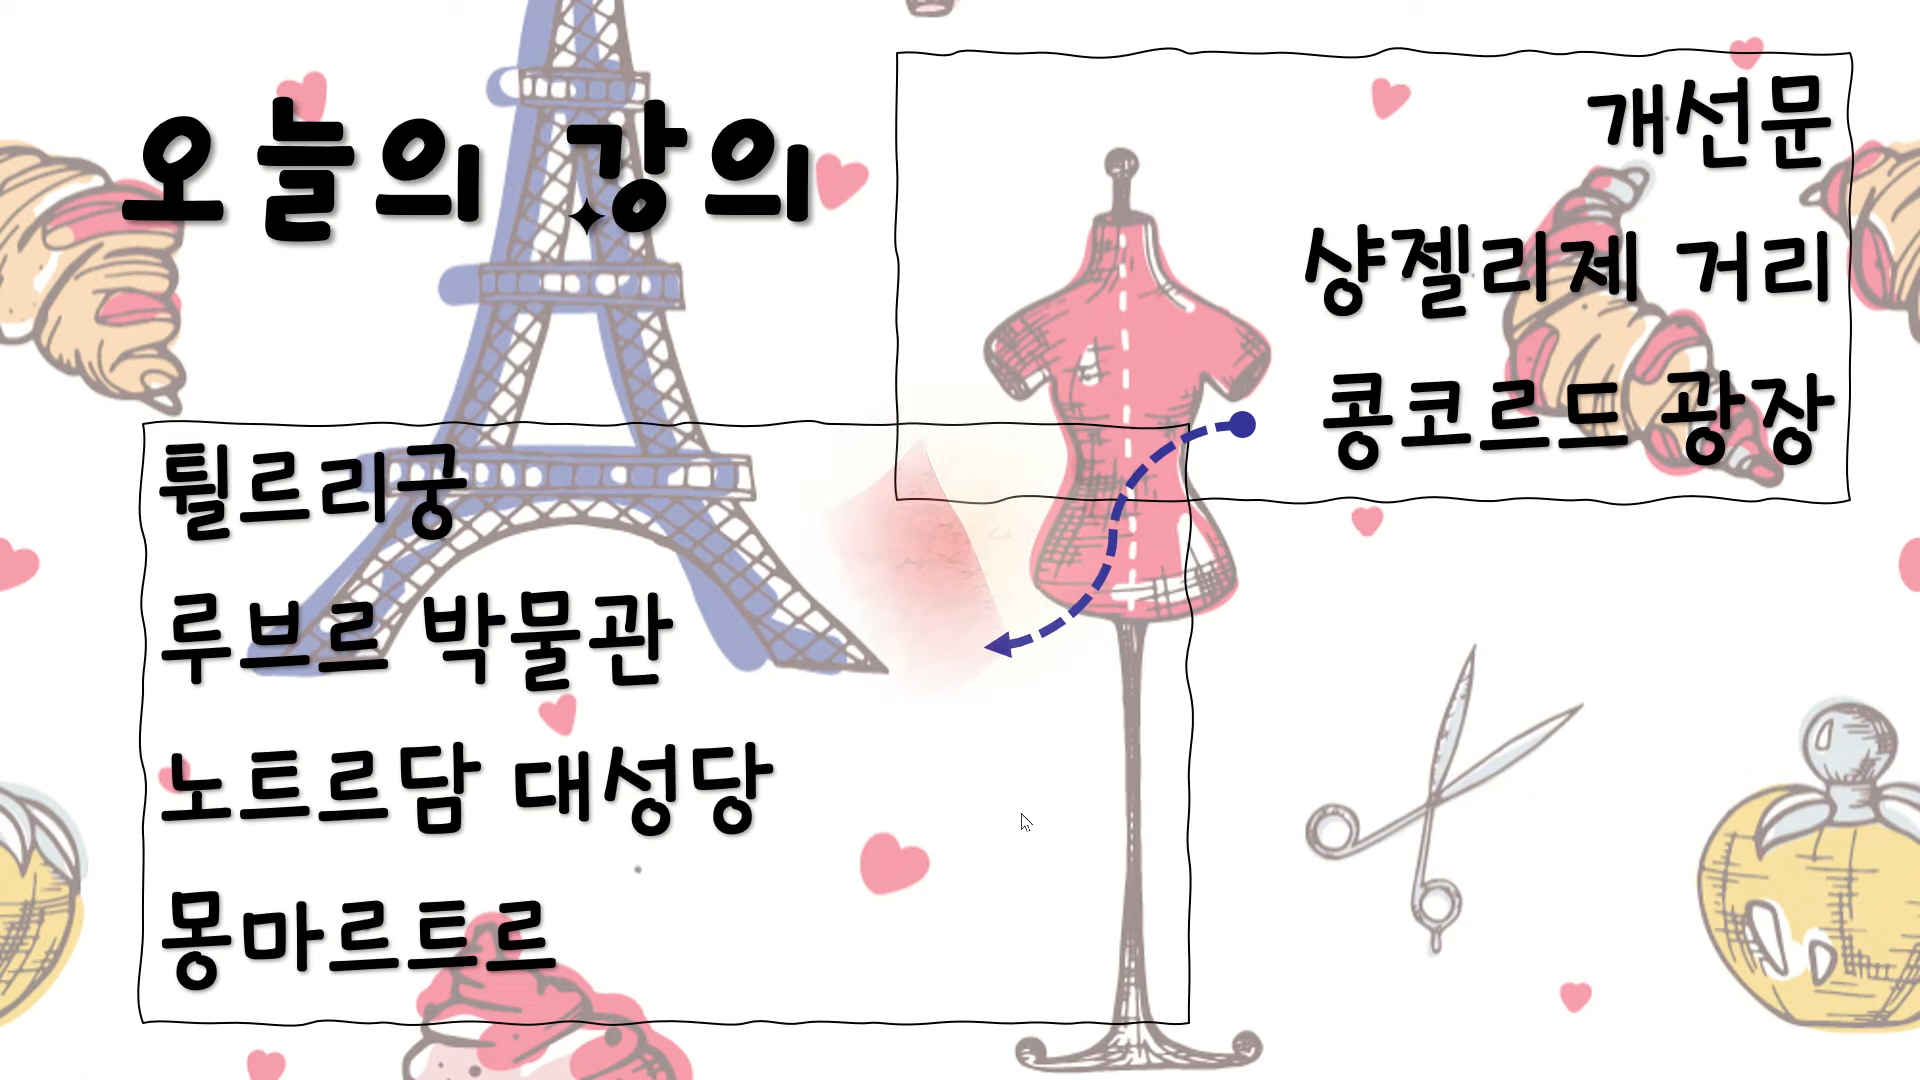 오늘의 강의
개선문
샹젤리제 거리
콩코르드 광장
튈르리궁
루브르 박물관
노트르담 대성당
몽마르트르